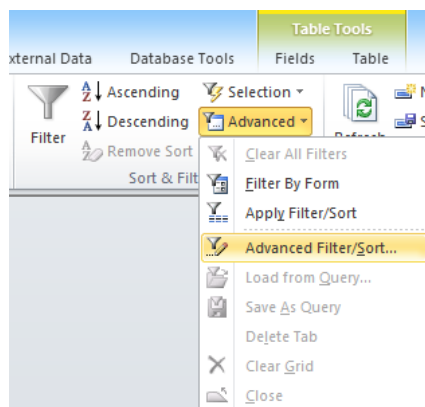 Table Tools
xternal Data Database Tools Fields Table
Ascending Selection
Descending Advanced
Filter
Remove Sort
Sort & Filt
Clear All Filters
Filter By Form
Apply Filter/Sort
Advanced Filter/Sort...
Load from Query...
Save As Query
Delete Tab
Clear Grid
Close